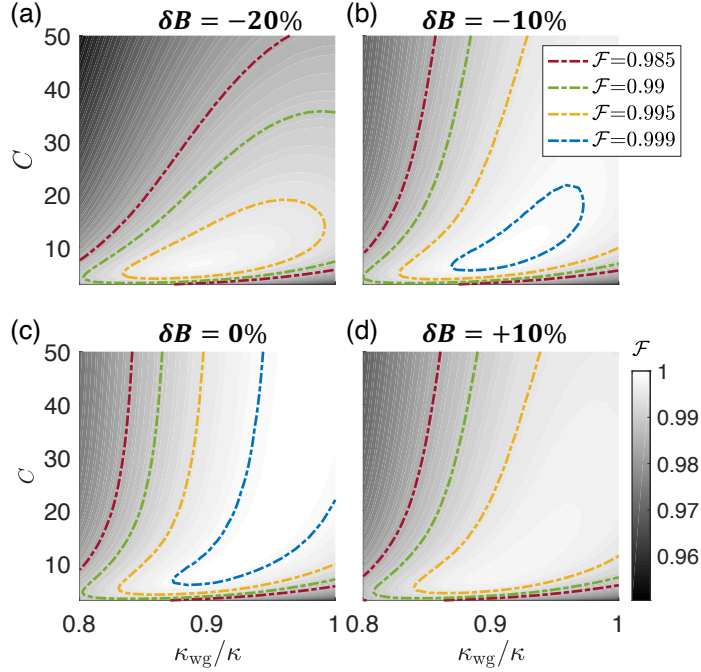 (a) δB = −20%
(b) δB = −10%
50
40
30
20
10
C
F=0.985
F=0.99
F=0.995
F=0.999
(c) δB = 0%
(d) δB = +10%
50
40
30
20
10
C
0.8 0.9 1
κwg/κ
0.8 0.9 1
κwg/κ
F
1
0.99
0.98
0.97
0.96